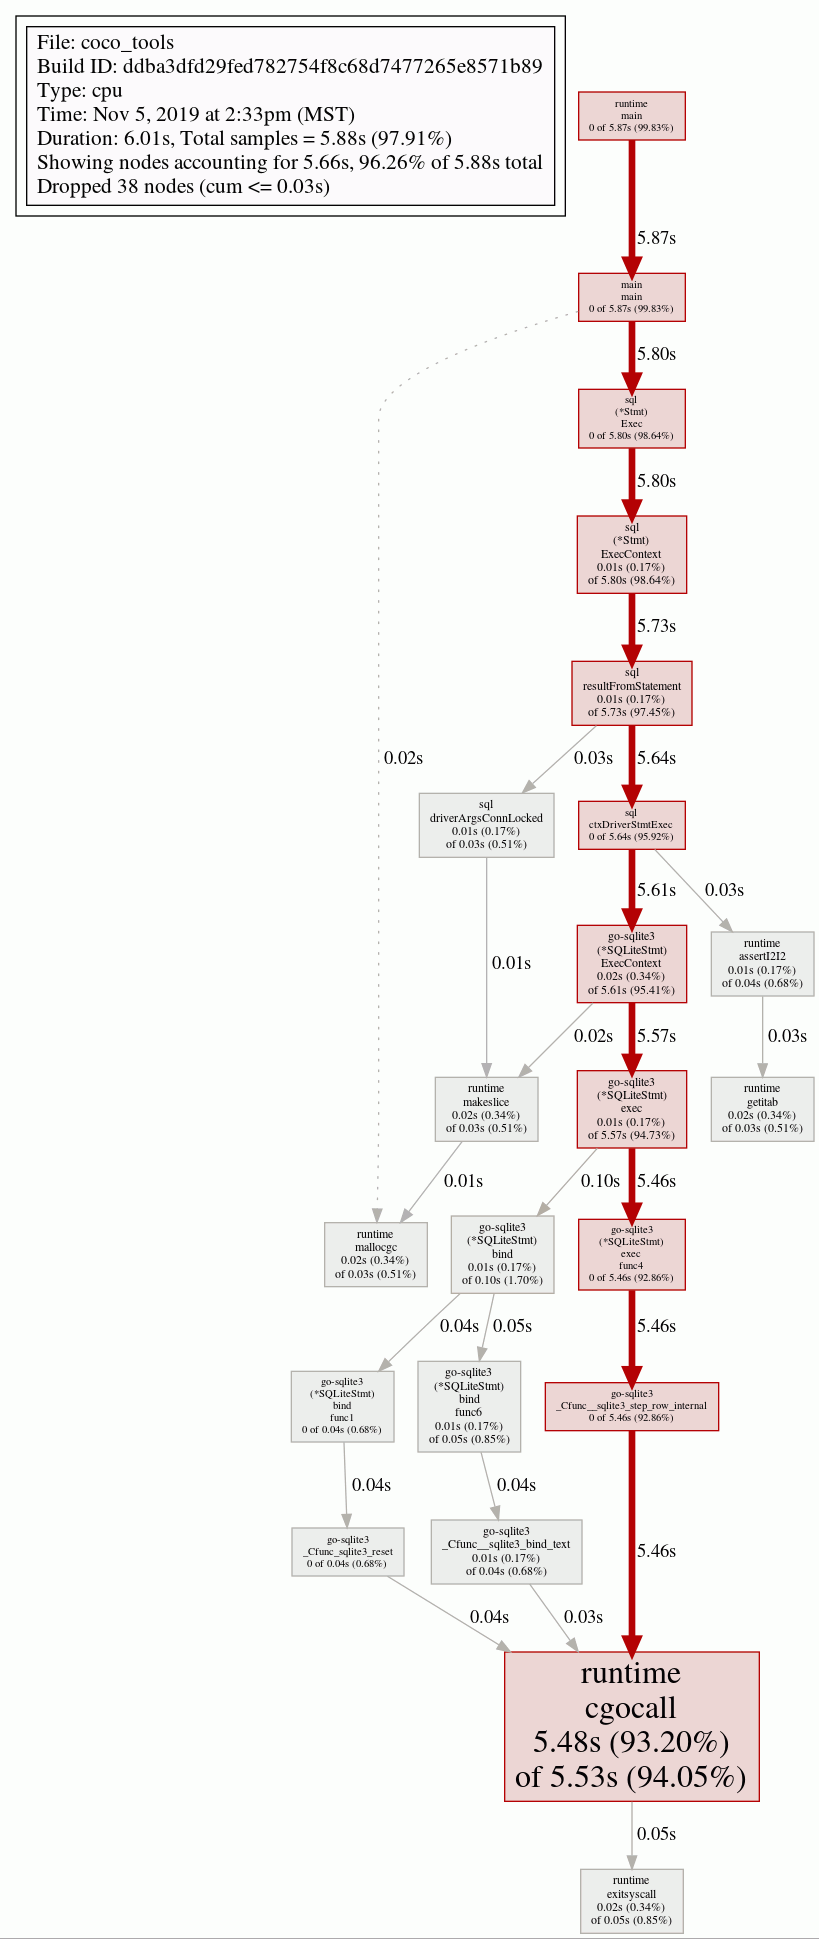 File: coco_tools
Build ID: ddba3dfd29fed782754f8c68d7477265e8571b89
Type: cpu
Time: Nov 5, 2019 at 2:33pm (MST)
Duration: 6.01s, Total samples = 5.88s (97.91%)
Showing nodes accounting for 5.66s, 96.26% of 5.88s total
Dropped 38 nodes (cum <= 0.03s)
runtime
main
0 of 5.87s (99.83%)
5.87s
main
main
0 of 5.87s (99.83%)
5.80s
sql
(*Stmt)
Exec
0 of 5.80s (98.64%)
5.80s
sql
(*Stmt)
ExecContext
0.01s (0.17%)
of 5.80s (98.64%)
5.73s
sql
resultFromStatement
0.01s (0.17%)
of 5.73s (97.45%)
0.02s
0.03s
5.64s
sql
driverArgsConnLocked
0.01s (0.17%)
of 0.03s (0.51%)
sql
ctxDriverStmtExec
0 of 5.64s (95.92%)
5.61s
0.03s
0.01s
go-sqlite3
(*SQLiteStmt)
ExecContext
0.02s (0.34%)
of 5.61s (95.41%)
runtime
assertI2I2
0.01s (0.17%)
of 0.04s (0.68%)
0.02s
5.57s
0.03s
runtime
makeslice
0.02s (0.34%)
of 0.03s (0.51%)
go-sqlite3
(*SQLiteStmt)
exec
0.01s (0.17%)
of 5.57s (94.73%)
runtime
getitab
0.02s (0.34%)
of 0.03s (0.51%)
0.01s
0.10s
5.46s
runtime
mallocgc
0.02s (0.34%)
of 0.03s (0.51%)
go-sqlite3
(*SQLiteStmt)
bind
0.01s (0.17%)
of 0.10s (1.70%)
go-sqlite3
(*SQLiteStmt)
exec
func4
0 of 5.46s (92.86%)
0.04s
0.05s
5.46s
go-sqlite3
(*SQLiteStmt)
bind
func1
0 of 0.04s (0.68%)
go-sqlite3
(*SQLiteStmt)
bind
func6
0.01s (0.17%)
of 0.05s (0.85%)
go-sqlite3
_Cfunc__sqlite3_step_row_internal
0 of 5.46s (92.86%)
0.04s
0.04s
go-sqlite3
_Cfunc_sqlite3_reset
0 of 0.04s (0.68%)
go-sqlite3
_Cfunc__sqlite3_bind_text
0.01s (0.17%)
of 0.04s (0.68%)
5.46s
0.04s
0.03s
runtime
cgocall
5.48s (93.20%)
of 5.53s (94.05%)
0.05s
runtime
exitsyscall
0.02s (0.34%)
of 0.05s (0.85%)